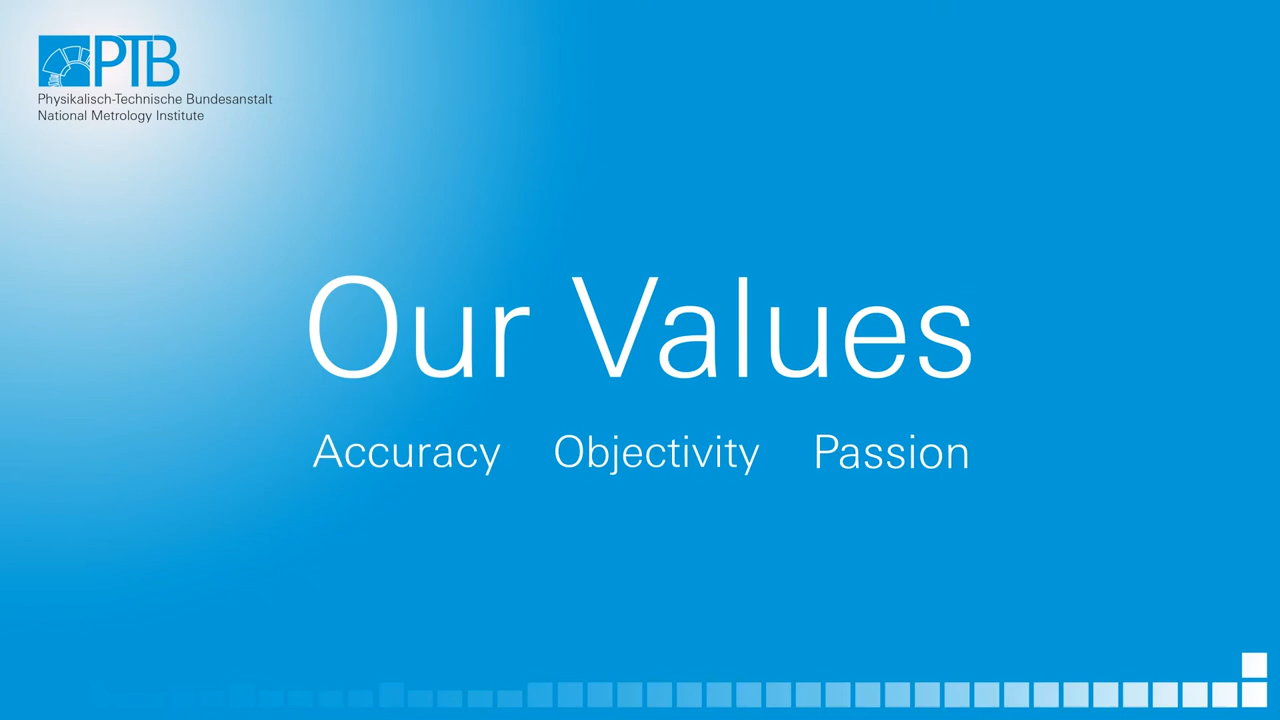 PTB
Physikalisch-Technische Bundesanstalt
National Metrology Institute
Our Values
Accuracy Objectivity Passion